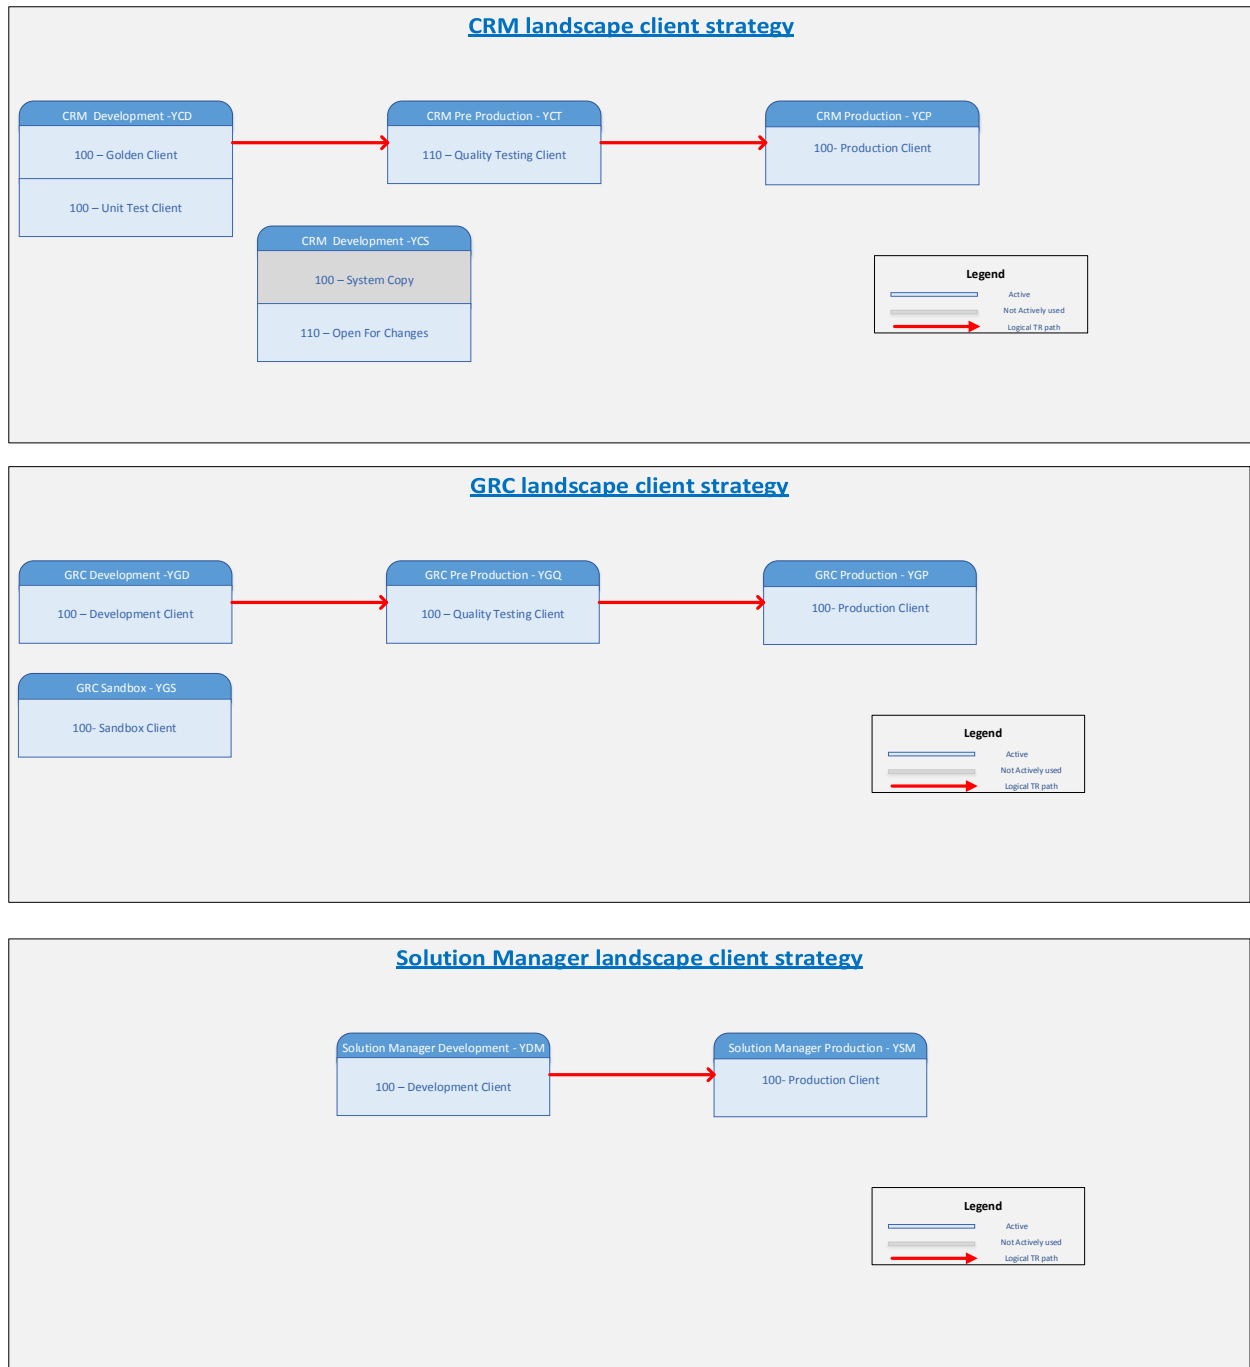 CRM landscape client strategy
CRM  Development -YCD
100 – Golden Client
100 – Unit Test Client
CRM Pre Production - YCT
110 – Quality Testing Client
CRM Production - YCP
100- Production Client
CRM  Development -YCS
100 – System Copy
110 – Open For Changes
Legend
Active
Not Actively used
Logical TR path
GRC landscape client strategy
GRC Development -YGD
100 – Development Client
GRC Pre Production - YGQ
100 – Quality Testing Client
GRC Production - YGP
100- Production Client
GRC Sandbox - YGS
100- Sandbox Client
Legend
Active
Not Actively used
Logical TR path
Solution Manager landscape client strategy
Solution Manager Development - YDM
100 – Development Client
Solution Manager Production - YSM
100- Production Client
Legend
Active
Not Actively used
Logical TR path